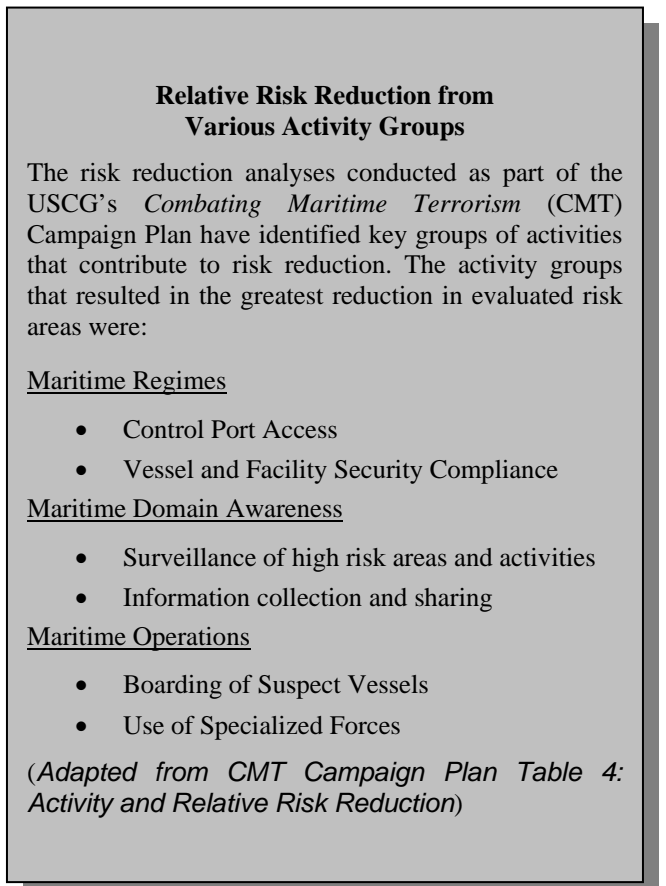 Relative Risk Reduction from
Various Activity Groups
The risk reduction analyses conducted as part of the
USCG's Combating Maritime Terrorism (CMT)
Campaign Plan have identified key groups of activities
that contribute to risk reduction. The activity groups
that resulted in the greatest reduction in evaluated risk
areas were:
Maritime Regimes
• Control Port Access
• Vessel and Facility Security Compliance
Maritime Domain Awareness
• Surveillance of high risk areas and activities
• Information collection and sharing
Maritime Operations
• Boarding of Suspect Vessels
• Use of Specialized Forces
(Adapted from CMT Campaign Plan Table 4:
Activity and Relative Risk Reduction)